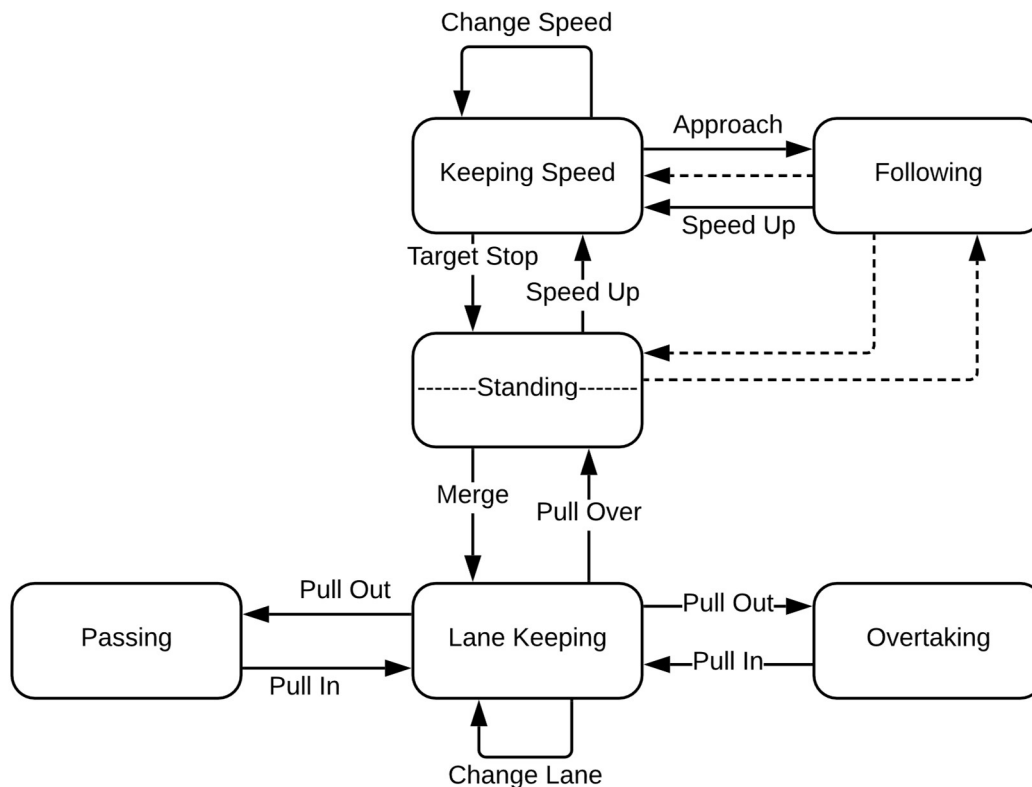 Change Speed
Approach
Keeping Speed
Following
Speed Up
Target Stop
Speed Up
Standing
Merge
Pull Over
Pull Out
Pull Out
Passing
Lane Keeping
Overtaking
Pull In
Pull In
Change Lane